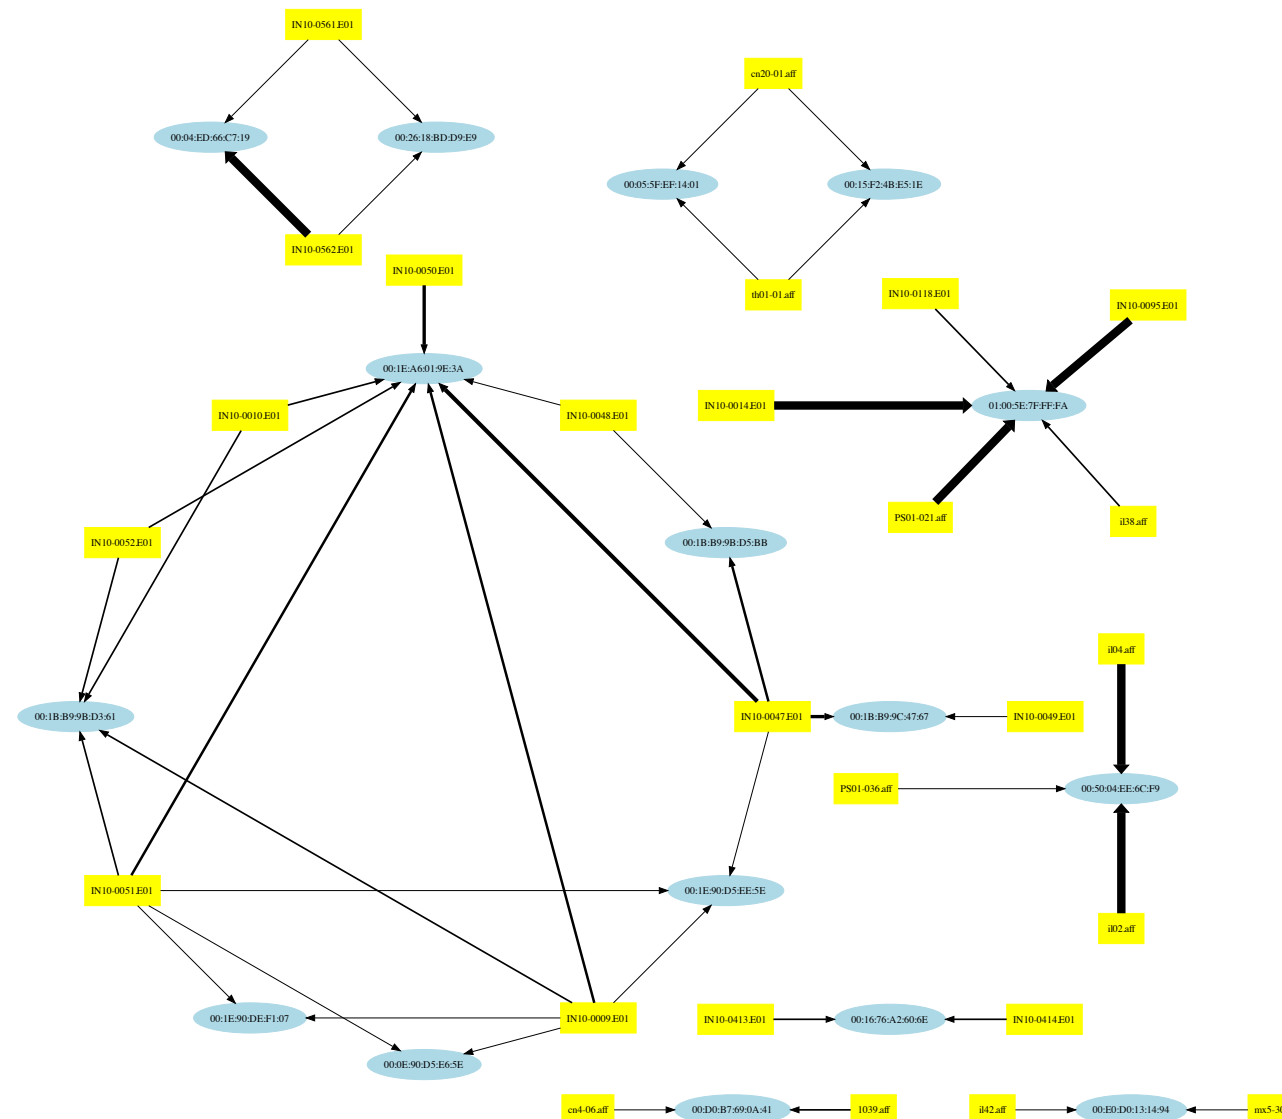 IN10-0561.E01
cn20-01.aff
00:04:ED:66:C7:19
00:26:18:BD:D9:E9
00:05:5F:EF:14:01
00:15:F2:4B:E5:1E
IN10-0562.E01
IN10-0050.E01
th01-01.aff
IN10-0118.E01
IN10-0095.E01
00:1E:A6:01:9E:3A
IN10-0010.E01
IN10-0048.E01
IN10-0014.E01
01:00:5E:7F:FF:FA
PS01-021.aff
il38.aff
IN10-0052.E01
00:1B:B9:9B:D5:BB
il04.aff
00:1B:B9:9B:D3:61
IN10-0047.E01
00:1B:B9:9C:47:67
IN10-0049.E01
PS01-036.aff
00:50:04:EE:6C:F9
IN10-0051.E01
00:1E:90:D5:EE:5E
il02.aff
00:1E:90:DE:F1:07
IN10-0009.E01
IN10-0413.E01
00:16:76:A2:60:6E
IN10-0414.E01
00:0E:90:D5:E6:5E
cn4-06.aff
00:D0:B7:69:0A:41
1039.aff
il42.aff
00:E0:D0:13:14:94